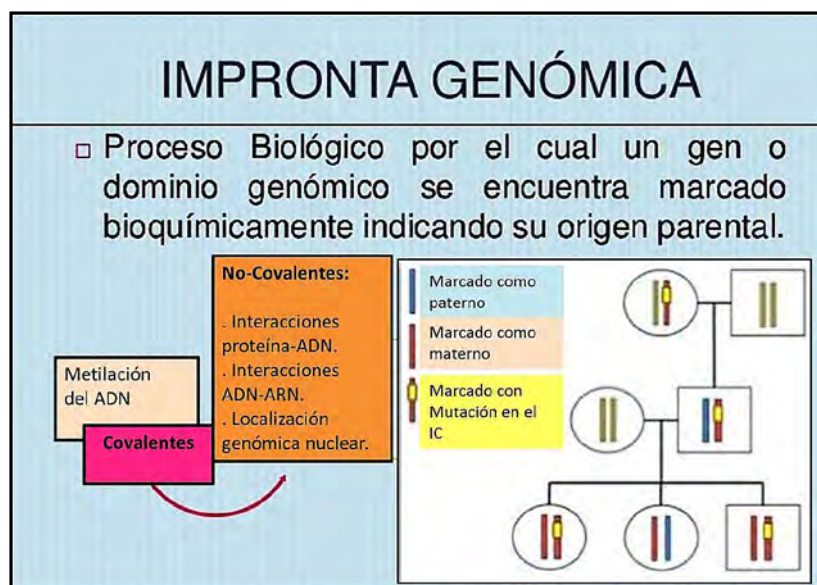 IMPRONTA GENÓMICA
□ Proceso Biológico por el cual un gen o
dominio genómico se encuentra marcado
bioquímicamente indicando su origen parental.
Metilación
del ADN
Covalentes
No-Covalentes:
. Interacciones
proteína-ADN.
. Interacciones
ADN-ARN.
. Localización
genómica nuclear.
Marcado como
paterno
Marcado como
materno
Marcado con
Mutación en el
IC